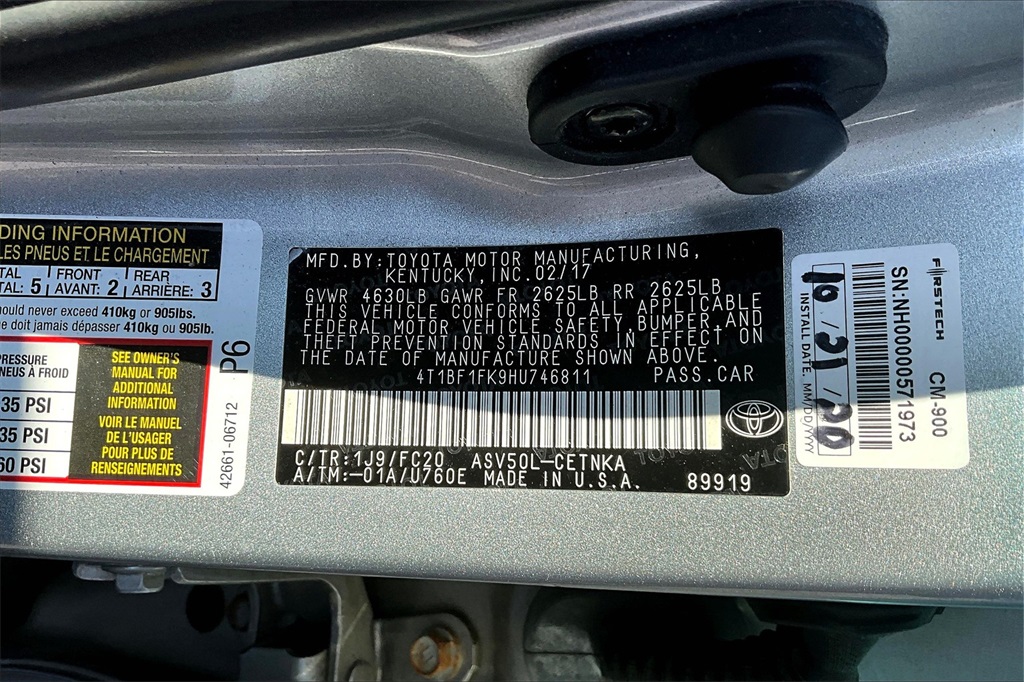 DING INFORMATION
LES PNEUS ET LE CHARGEMENT
TAL : 5 FRONT AVANT: 2 REAR ARRIÈRE: 3
ould never exceed 410kg or 905lbs.
e doit jamais dépasser 410kg ou 905lb.
PRESSURE
NEUS À FROID
35 PSI
35 PSI
60 PSI
SEE OWNER'S
MANUAL FOR
ADDITIONAL
INFORMATION
VOIR LE MANUEL
DE L'USAGER
POUR PLUS DE
RENSEIGNEMENTS
P6
42661-06712
MFD.BY:TOYOTA MOTOR MANUFACTURING,
KENTUCKY,INC.02/17
GVWR 4630LB GAWR FR 2625LB RR 2625LB
THIS VEHICLE CONFORMS TO ALL APPLICABLE
FEDERAL MOTOR VEHICLE SAFETY,BUMPER,AND
THEFT PREVENTION STANDARDS IN EFFECT ON
THE DATE OF MANUFACTURE SHOWN ABOVE.
4T1BF1FK9HU746811 PASS.CAR
C/TR:1J9/FC20 ASV50L-CETNKA
A/TM:-01A/U760E MADE IN U.S.A. 89919
FIRSTECH CM-900
SN:NH0000571973
INSTALL DATE. MM/DD/YYYY